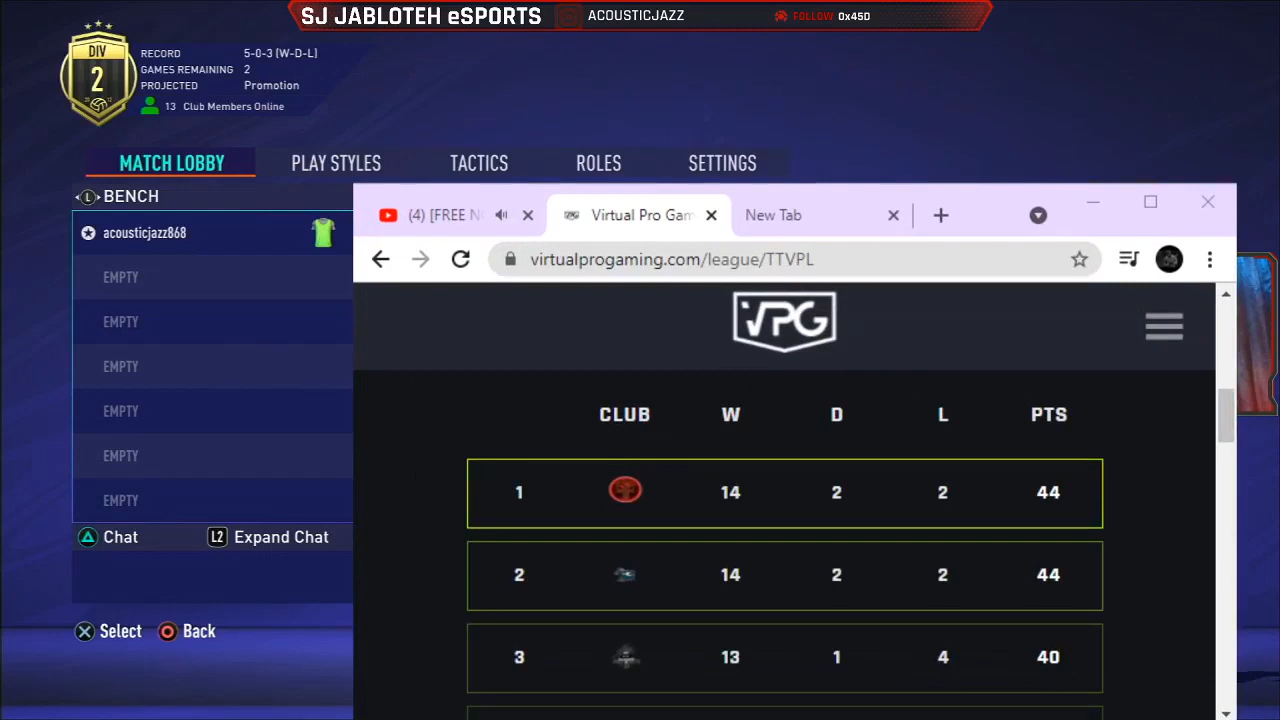 SJ JABLOTEH eSPORTS
ACOUSTICJAZZ
FOLLOW 0x450
DIV
2
RECORD 5-0-3 (W-D-L)
GAMES REMAINING 2
PROJECTED Promotion
13 Club Members Online
MATCH LOBBY PLAY STYLES TACTICS ROLES SETTINGS
L BENCH
acousticjazz868
EMPTY
EMPTY
EMPTY
EMPTY
EMPTY
EMPTY
Chat L2 Expand Chat
Select Back
(4) [FREE Virtual Pro Gam New Tab
virtualprogaming.com/league/TTVPL
VPG
CLUB W D L PTS
1 14 2 2 44
2 14 2 2 44
3 13 1 4 40